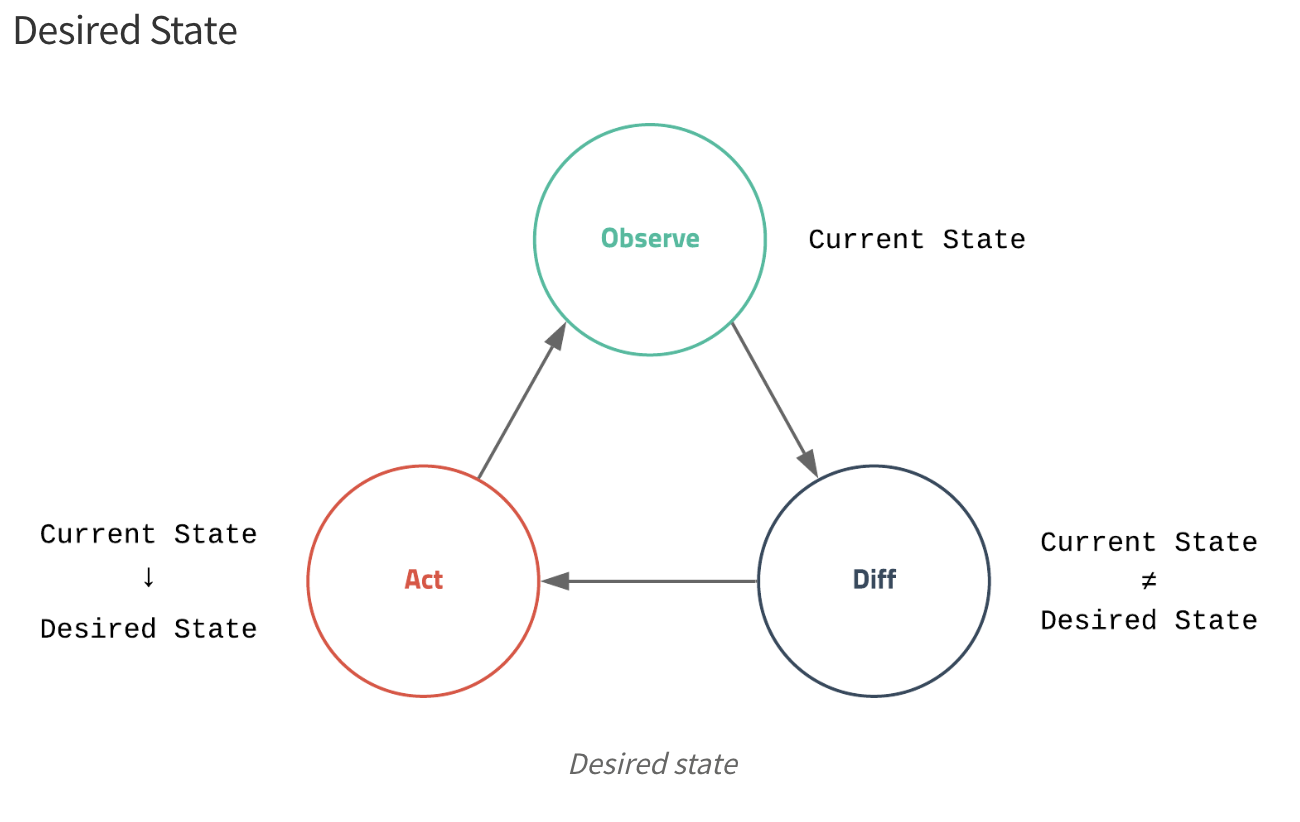 Desired State
Observe
Current State
Current State
↓
Desired State
Act
Diff
Current State
≠
Desired State
Desired state